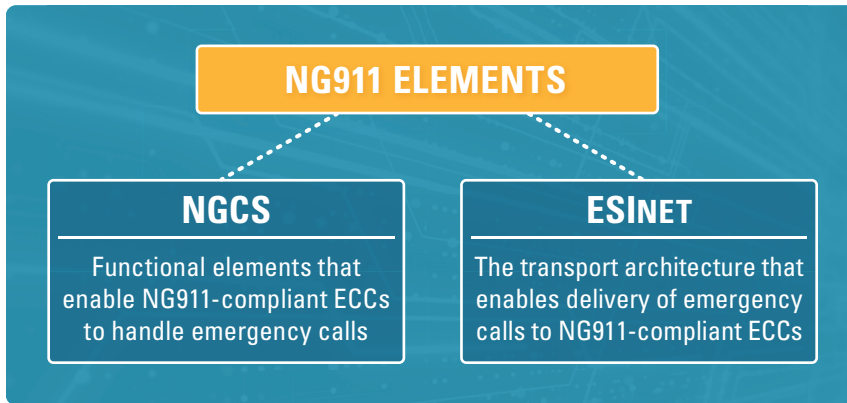 NG911 ELEMENTS
NGCS
Functional elements that
enable NG911-compliant ECCs
to handle emergency calls
ESINET
The transport architecture that
enables delivery of emergency
calls to NG911-compliant ECCs